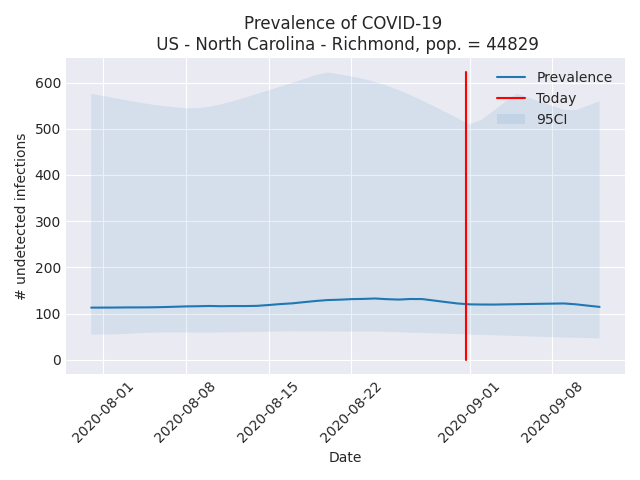 Prevalence of COVID-19
US - North Carolina - Richmond, pop. = 44829
600
500
400
300
200
100
0
# undetected infections
Prevalence
Today
95CI
2020-08-01
2020-08-08
2020-08-15
2020-08-22
2020-09-01
2020-09-08
Date